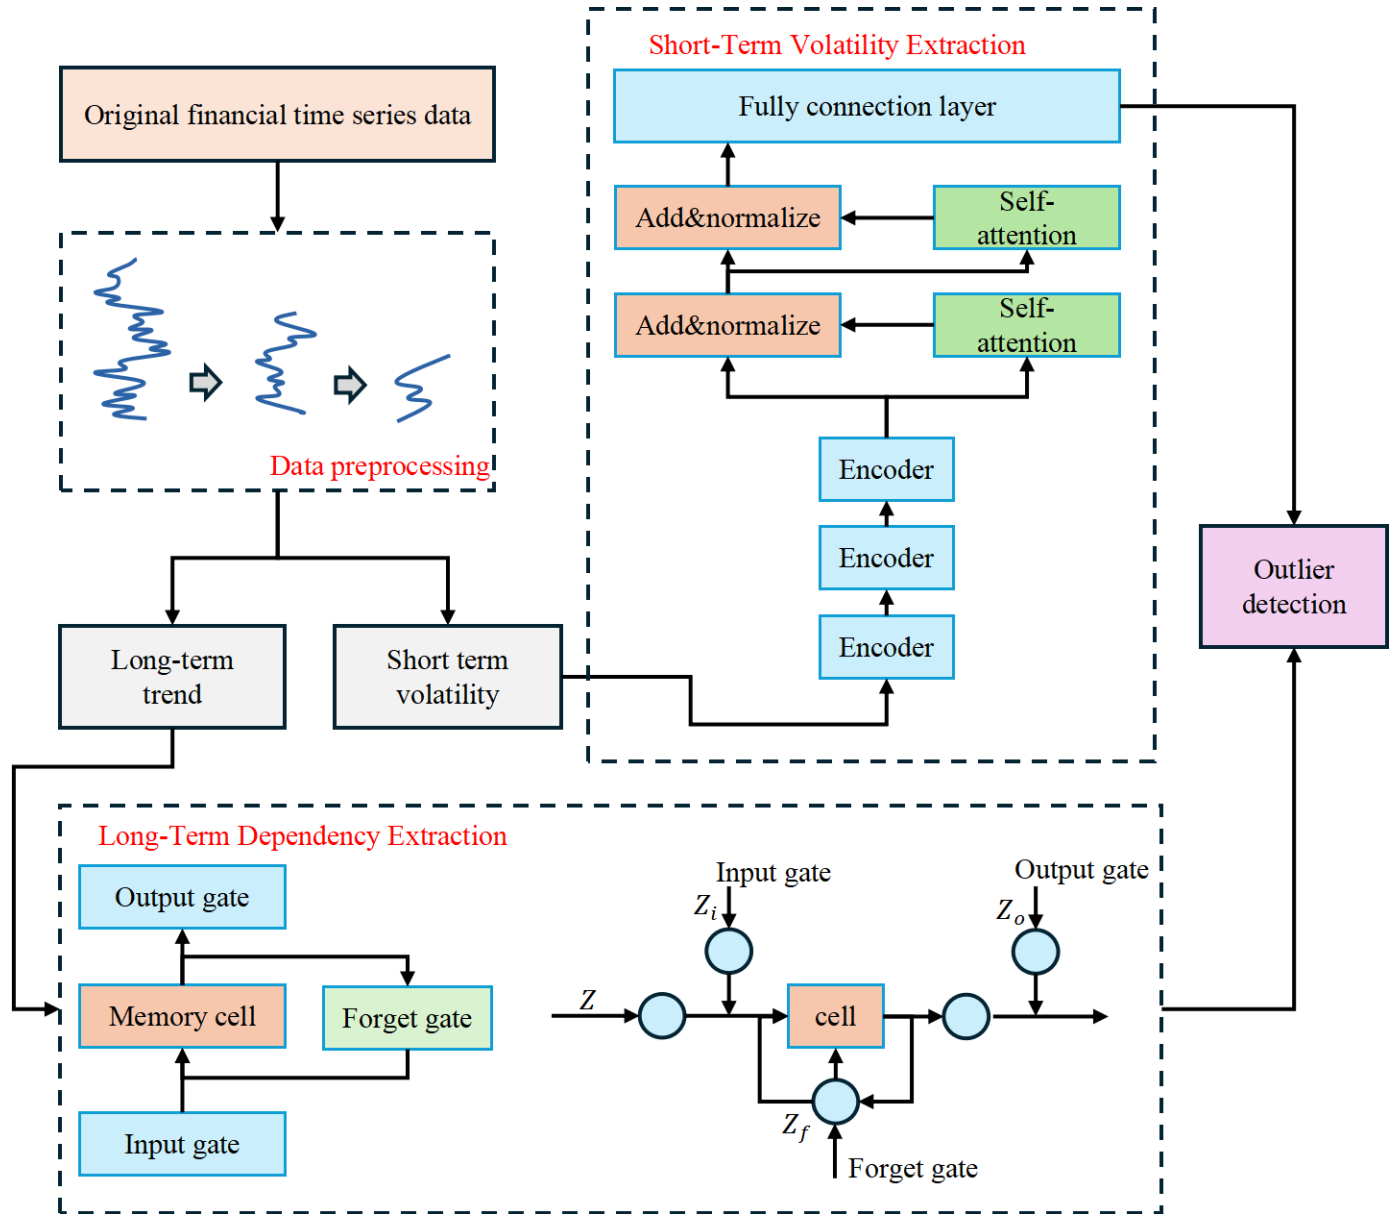 Original financial time series data
Data preprocessing
Long-term
trend
Short term
volatility
Short-Term Volatility Extraction
Fully connection layer
Add&normalize
Self-
attention
Add&normalize
Self-
attention
Encoder
Encoder
Encoder
Outlier
detection
Long-Term Dependency Extraction
Output gate
Memory cell
Forget gate
Input gate
Input gate
Output gate
Z_i
Z_o
Z
cell
Z_f
Forget gate